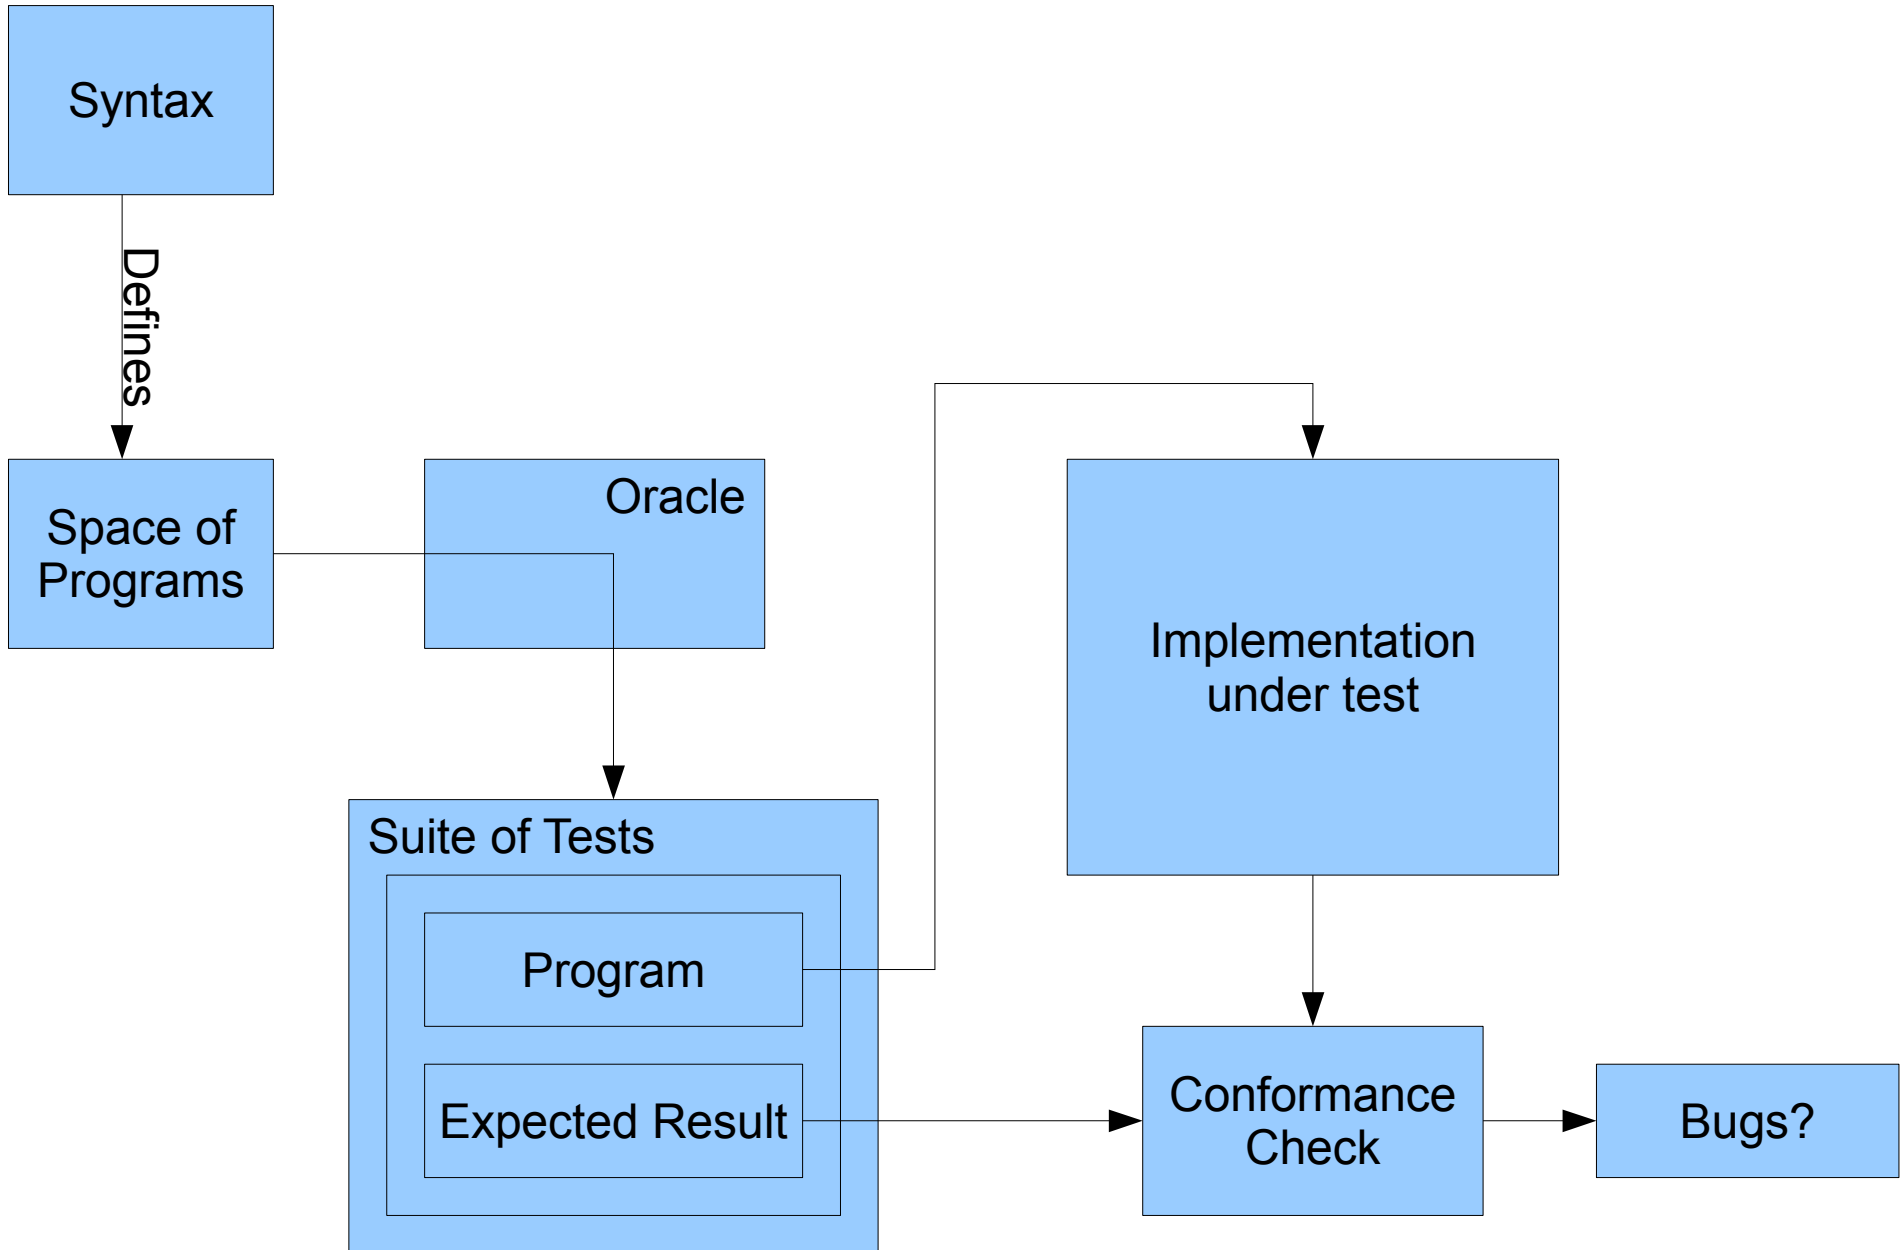 Syntax
Defines
Space of
Programs
Oracle
Implementation
under test
Suite of Tests
Program
Expected Result
Conformance
Check
Bugs?